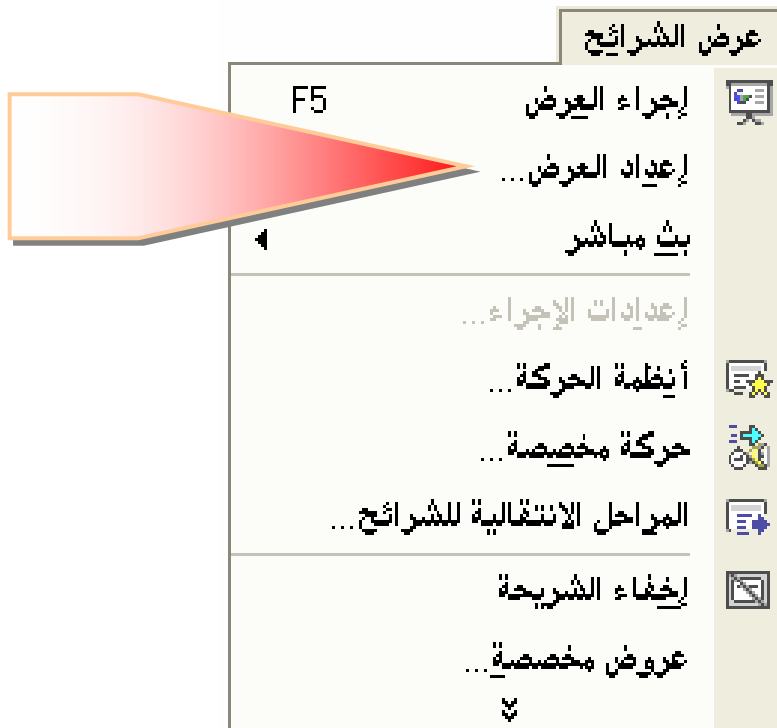 عرض الشرائح
إجراء العرض F5
إعداد العرض...
بث مباشر
إعدادات الإجراء...
أنظمة الحركة...
حركة مخصصة...
المراحل الانتقالية للشرائح...
إخفاء الشريحة
عروض مخصصة...